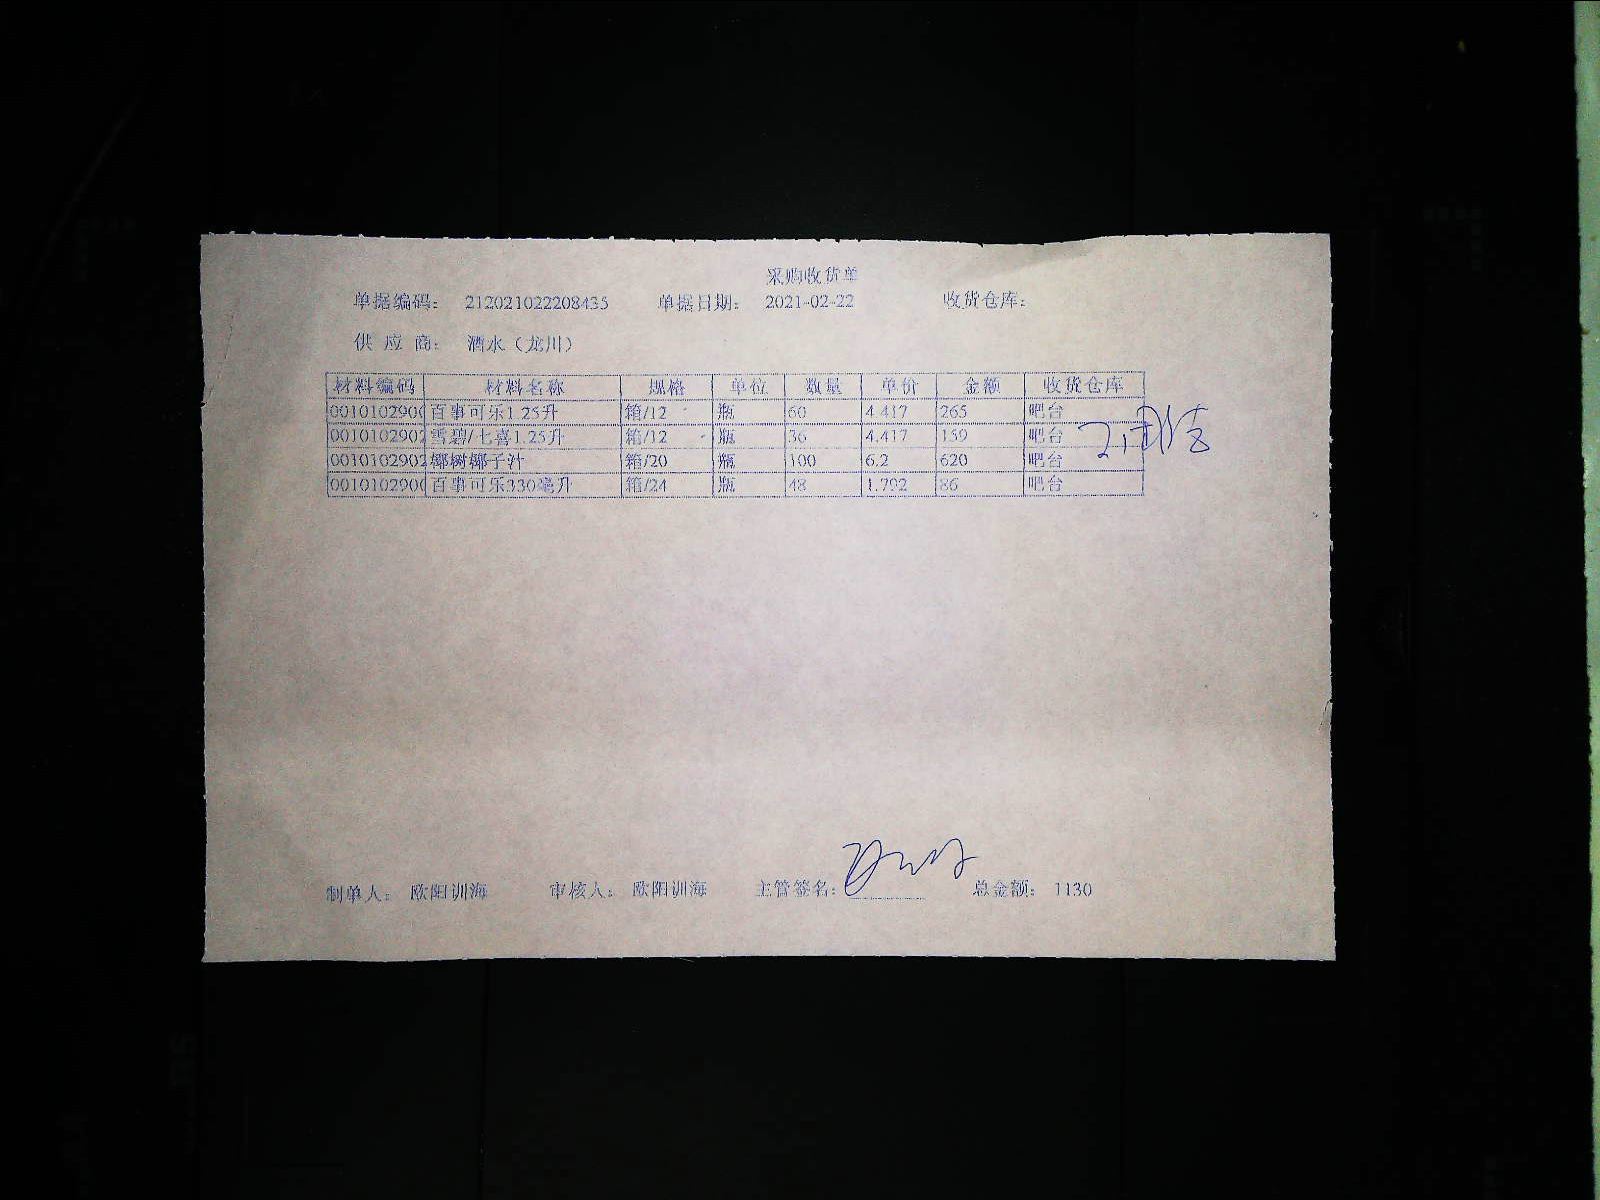 采购收货单
单据编码: 212021022208435 单据日期: 2021-02-22 收货仓库:
供 应 商: 酒水（龙川）
材料编码 材料名称 规格 单位 数量 单价 金额 收货仓库
0010102900 百事可乐1.25升 箱/12 瓶 60 4.417 265 吧台
0010102902 雪碧/七喜1.25升 箱/12 瓶 36 4.417 159 吧台
0010102902 椰树椰子汁 箱/20 瓶 100 6.2 620 吧台
0010102900 百事可乐330毫升 箱/24 瓶 48 1.792 86 吧台
制单人: 欧阳训海 审核人: 欧阳训海 主管签名: 总金额: 1130